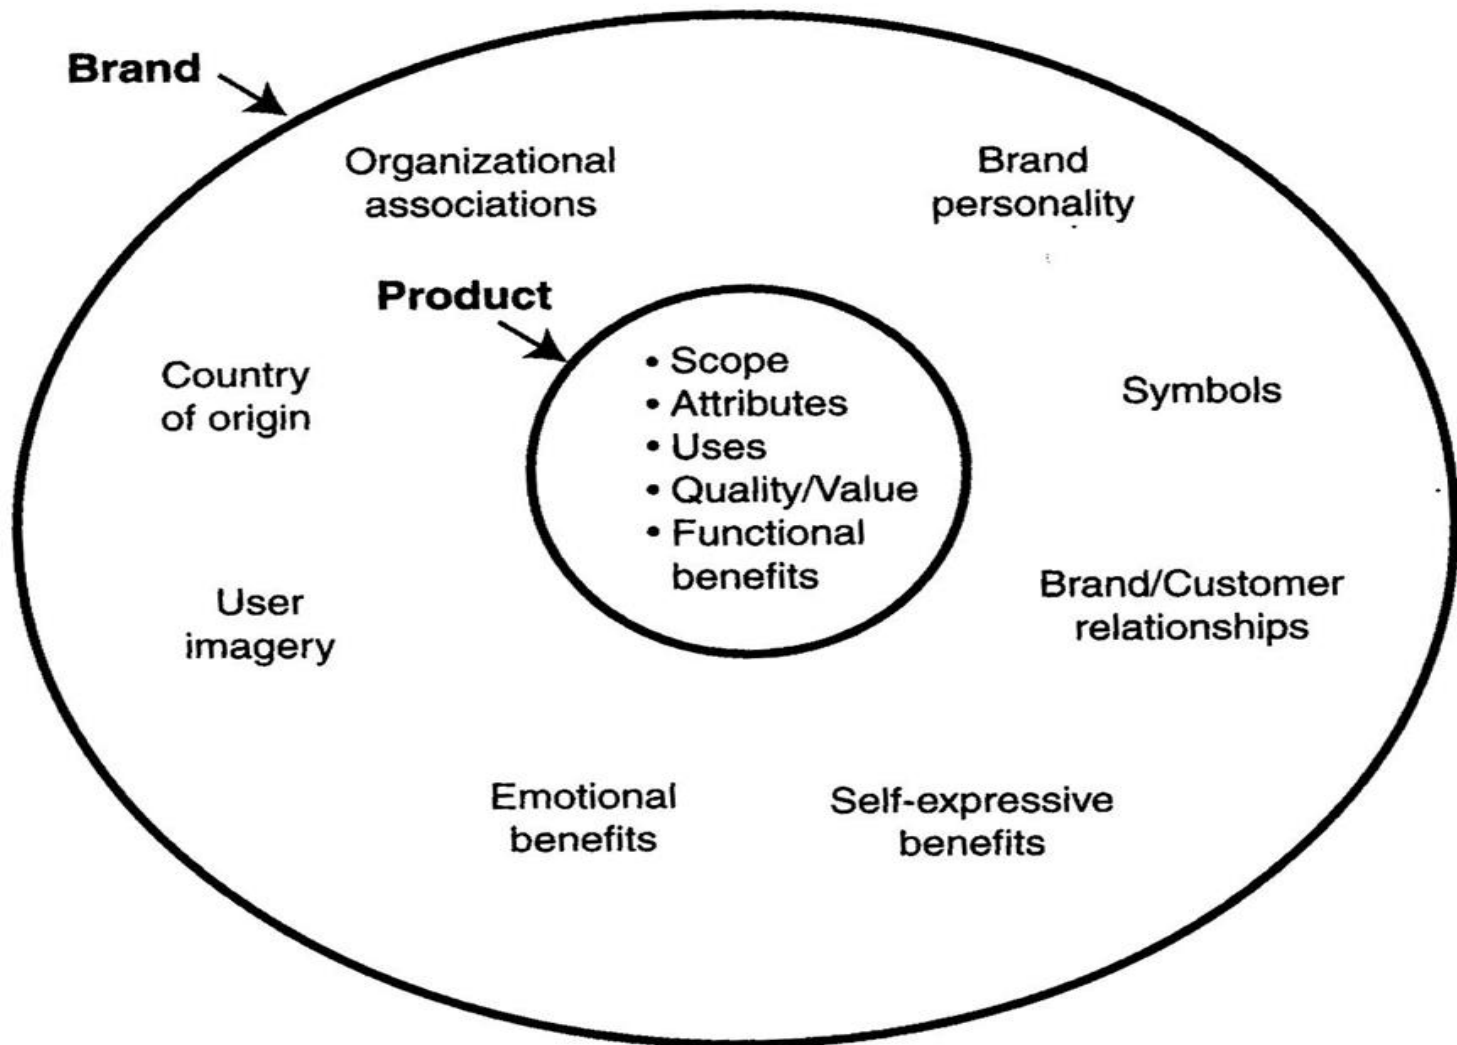 Brand
Organizational
associations
Brand
personality
Product
Country
of origin
• Scope
• Attributes
• Uses
• Quality/Value
• Functional
benefits
Symbols
User
imagery
Brand/Customer
relationships
Emotional
benefits
Self-expressive
benefits